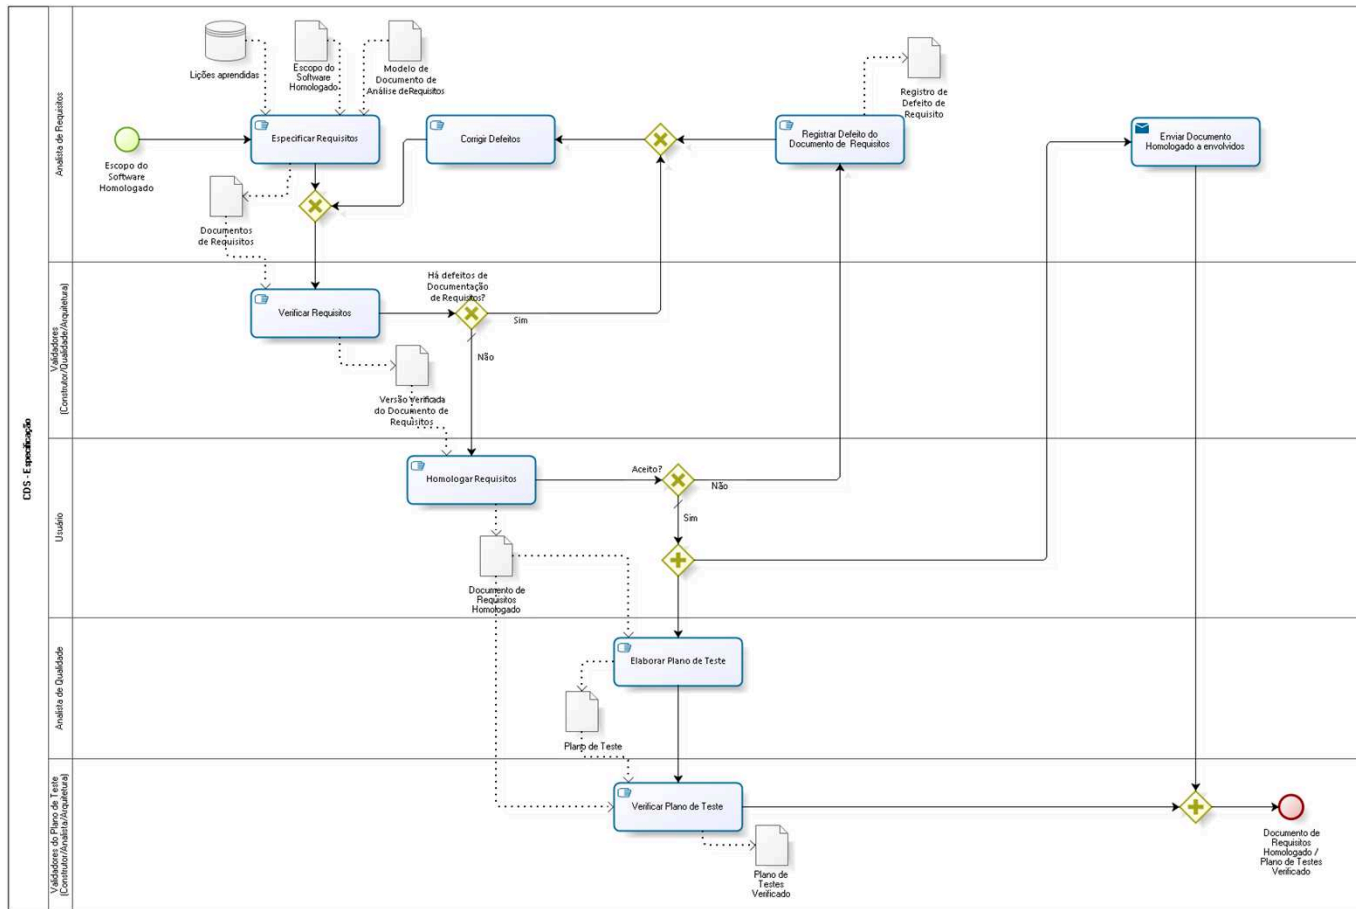 CDS - Especificação
Analista de Requisitos
Lições aprendidas
Escopo do
Software
Homologado
Modelo de
Documento de
Análise de Requisitos
Registro de
Defeito de
Requisito
Escopo do
Software
Homologado
Especificar Requisitos
Corrigir Defeitos
Registrar Defeito do
Documento de Requisitos
Enviar Documento
Homologado a envolvidos
Documentos
de Requisitos
Validadores
(Construtor/Qualidade/Arquitetura)
Verificar Requisitos
Há defeitos de
Documentação
de Requisitos?
Sim
Não
Versão Verificada
do Documento de
Requisitos
Usuário
Homologar Requisitos
Aceito?
Não
Sim
Documento de
Requisitos
Homologado
Analista de Qualidade
Elaborar Plano de Teste
Plano de Teste
Validadores do Plano de Teste
(Construtor/Analista/Arquitetura)
Verificar Plano de Teste
Plano de
Testes
Verificado
Documento de
Requisitos
Homologado /
Plano de Testes
Verificado